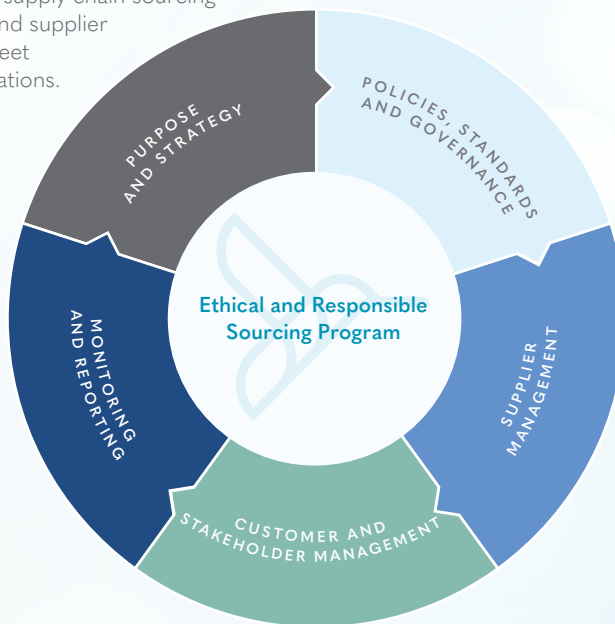 supply chain sourcing
nd supplier
eet
ations.
PURPOSE
AND STRATEGY
POLICIES, STANDARDS
AND GOVERNANCE
SUPPLIER
MANAGEMENT
CUSTOMER AND
STAKEHOLDER MANAGEMENT
MONITORING
AND REPORTING
Ethical and Responsible
Sourcing Program